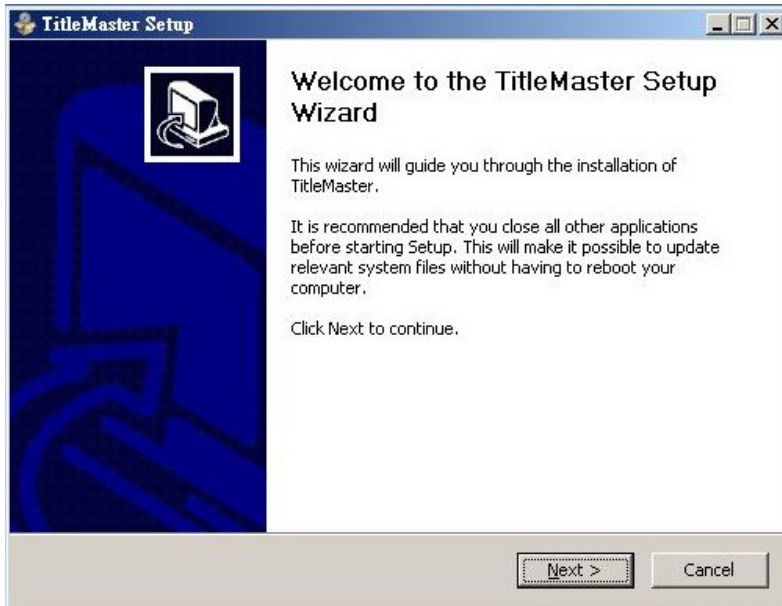 TitleMaster Setup
Welcome to the TitleMaster Setup
Wizard
This wizard will guide you through the installation of
TitleMaster.
It is recommended that you close all other applications
before starting Setup. This will make it possible to update
relevant system files without having to reboot your
computer.
Click Next to continue.
Next >
Cancel